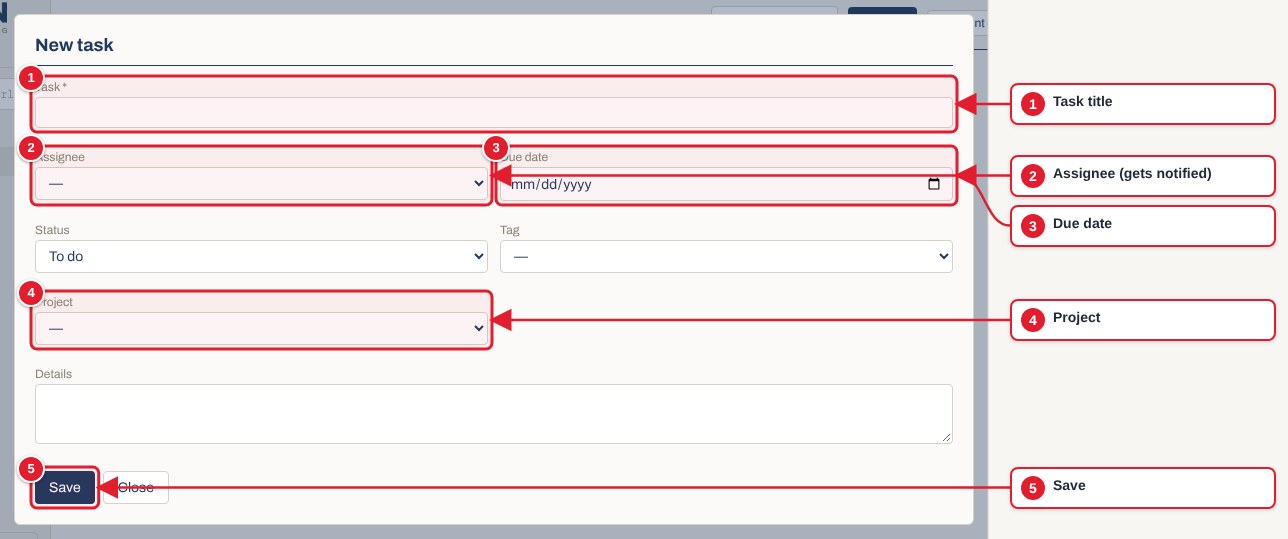 New task
1
Task *
1 Task title
2
3
Assignee
Due date
—
mm/dd/yyyy
2 Assignee (gets notified)
3 Due date
Status
Tag
To do
—
4
Project
—
4 Project
Details
5
Save
Close
5 Save